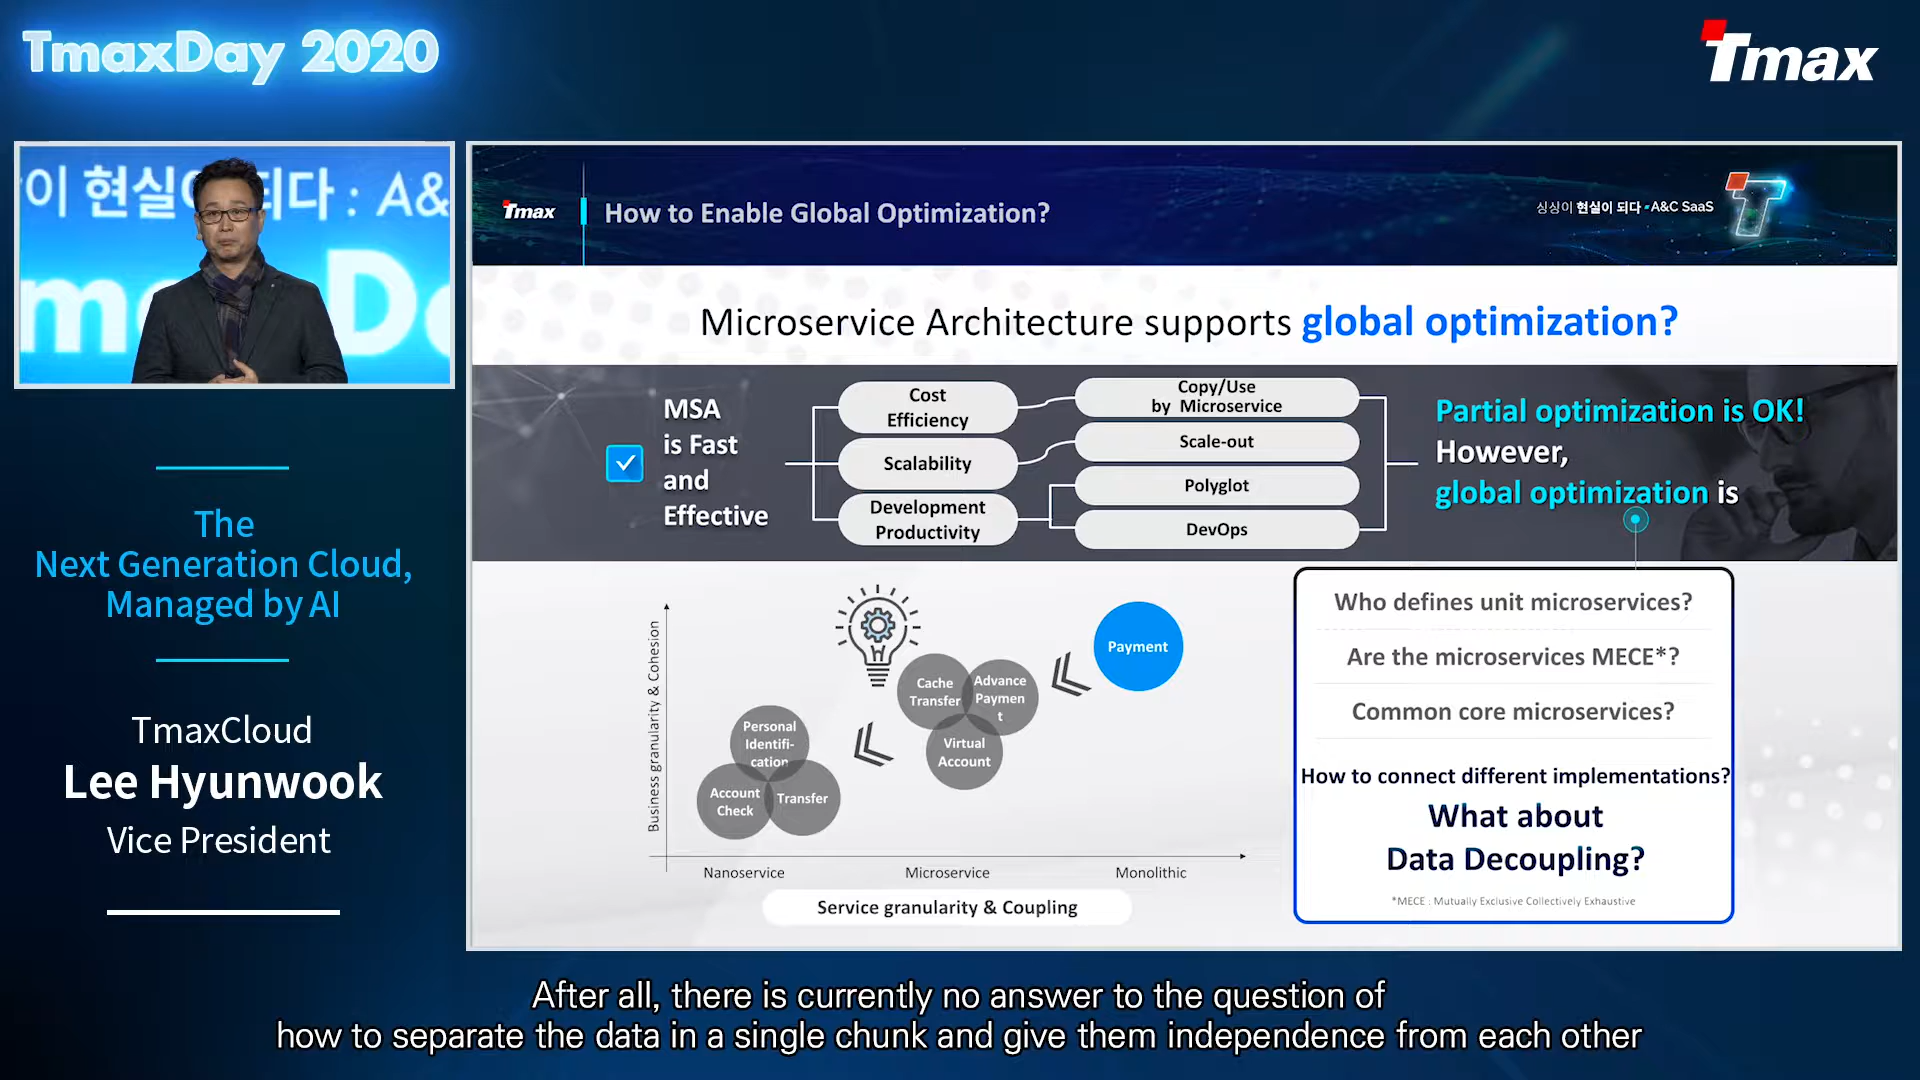 TmaxDay 2020
Tmax
이 현실이 되다 : A&
Tmax
How to Enable Global Optimization?
싱싱이 현실이 되다 • A&C SaaS
Microservice Architecture supports global optimization?
MSA
is Fast
and
Effective
Cost
Efficiency
Scalability
Development
Productivity
Copy/Use
by Microservice
Scale-out
Polyglot
DevOps
Partial optimization is OK!
However,
global optimization is
The
Next Generation Cloud,
Managed by AI
TmaxCloud
Lee Hyunwook
Vice President
Business granularity & Cohesion
Payment
Cache
Transfer
Advance
Paymen
t
Virtual
Account
Personal
Identifi-
cation
Account
Check
Transfer
Nanoservice
Microservice
Monolithic
Service granularity & Coupling
Who defines unit microservices?
Are the microservices MECE*?
Common core microservices?
How to connect different implementations?
What about
Data Decoupling?
*MECE : Mutually Exclusive Collectively Exhaustive
After all, there is currently no answer to the question of
how to separate the data in a single chunk and give them independence from each other